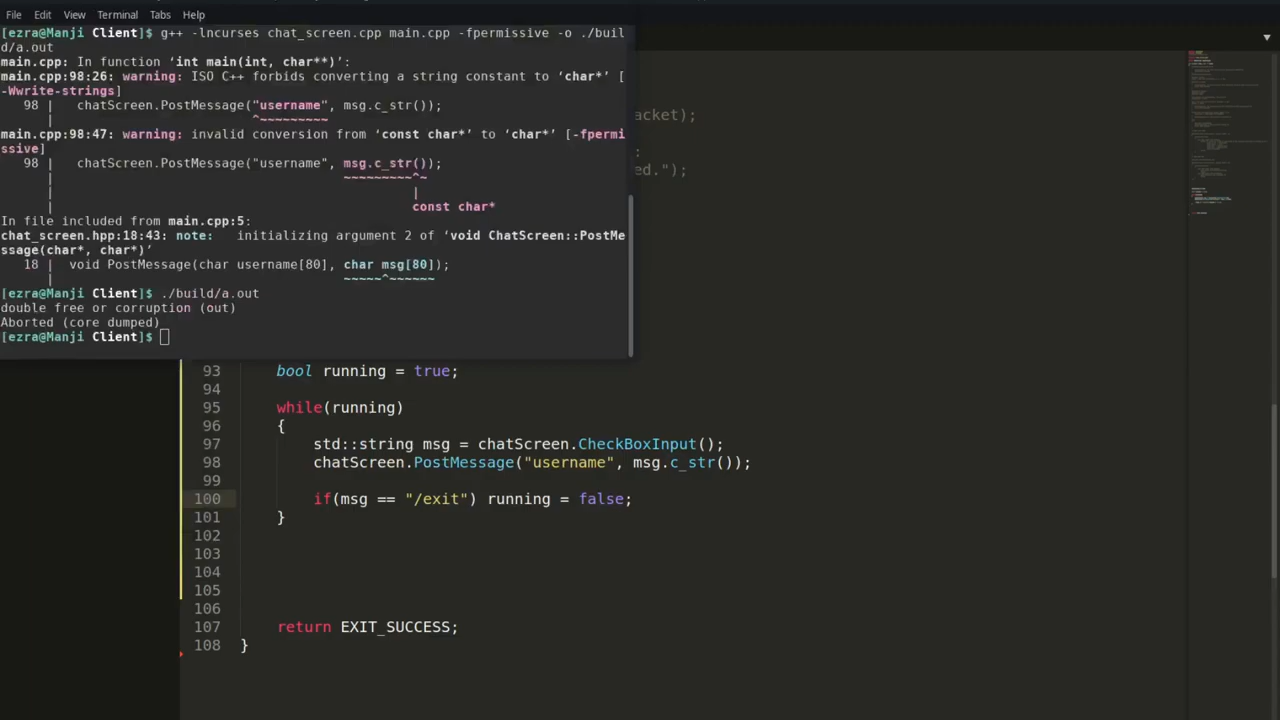 File Edit View Terminal Tabs Help
[ezra@Manji Client]$ g++ -lncurses chat_screen.cpp main.cpp -fpermissive -o ./buil
d/a.out
main.cpp: In function ‘int main(int, char**)’:
main.cpp:98:26: warning: ISO C++ forbids converting a string constant to ‘char*’ [
-Wwrite-strings]
98 | chatScreen.PostMessage("username", msg.c_str());
| ^~~~~~~~~~
main.cpp:98:47: warning: invalid conversion from ‘const char*’ to ‘char*’ [-fpermi
ssive]
98 | chatScreen.PostMessage("username", msg.c_str());
| ~~~~~~~~~^~
| |
| const char*
In file included from main.cpp:5:
chat_screen.hpp:18:43: note: initializing argument 2 of ‘void ChatScreen::PostMe
ssage(char*, char*)’
18 | void PostMessage(char username[80], char msg[80]);
| ~~~~~^~~~~~~
[ezra@Manji Client]$ ./build/a.out
double free or corruption (out)
Aborted (core dumped)
[ezra@Manji Client]$
acket);
:
ed.");
93 bool running = true;
94
95 while(running)
96 {
97 std::string msg = chatScreen.CheckBoxInput();
98 chatScreen.PostMessage("username", msg.c_str());
99
100 if(msg == "/exit") running = false;
101 }
102
103
104
105
106
107 return EXIT_SUCCESS;
108 }